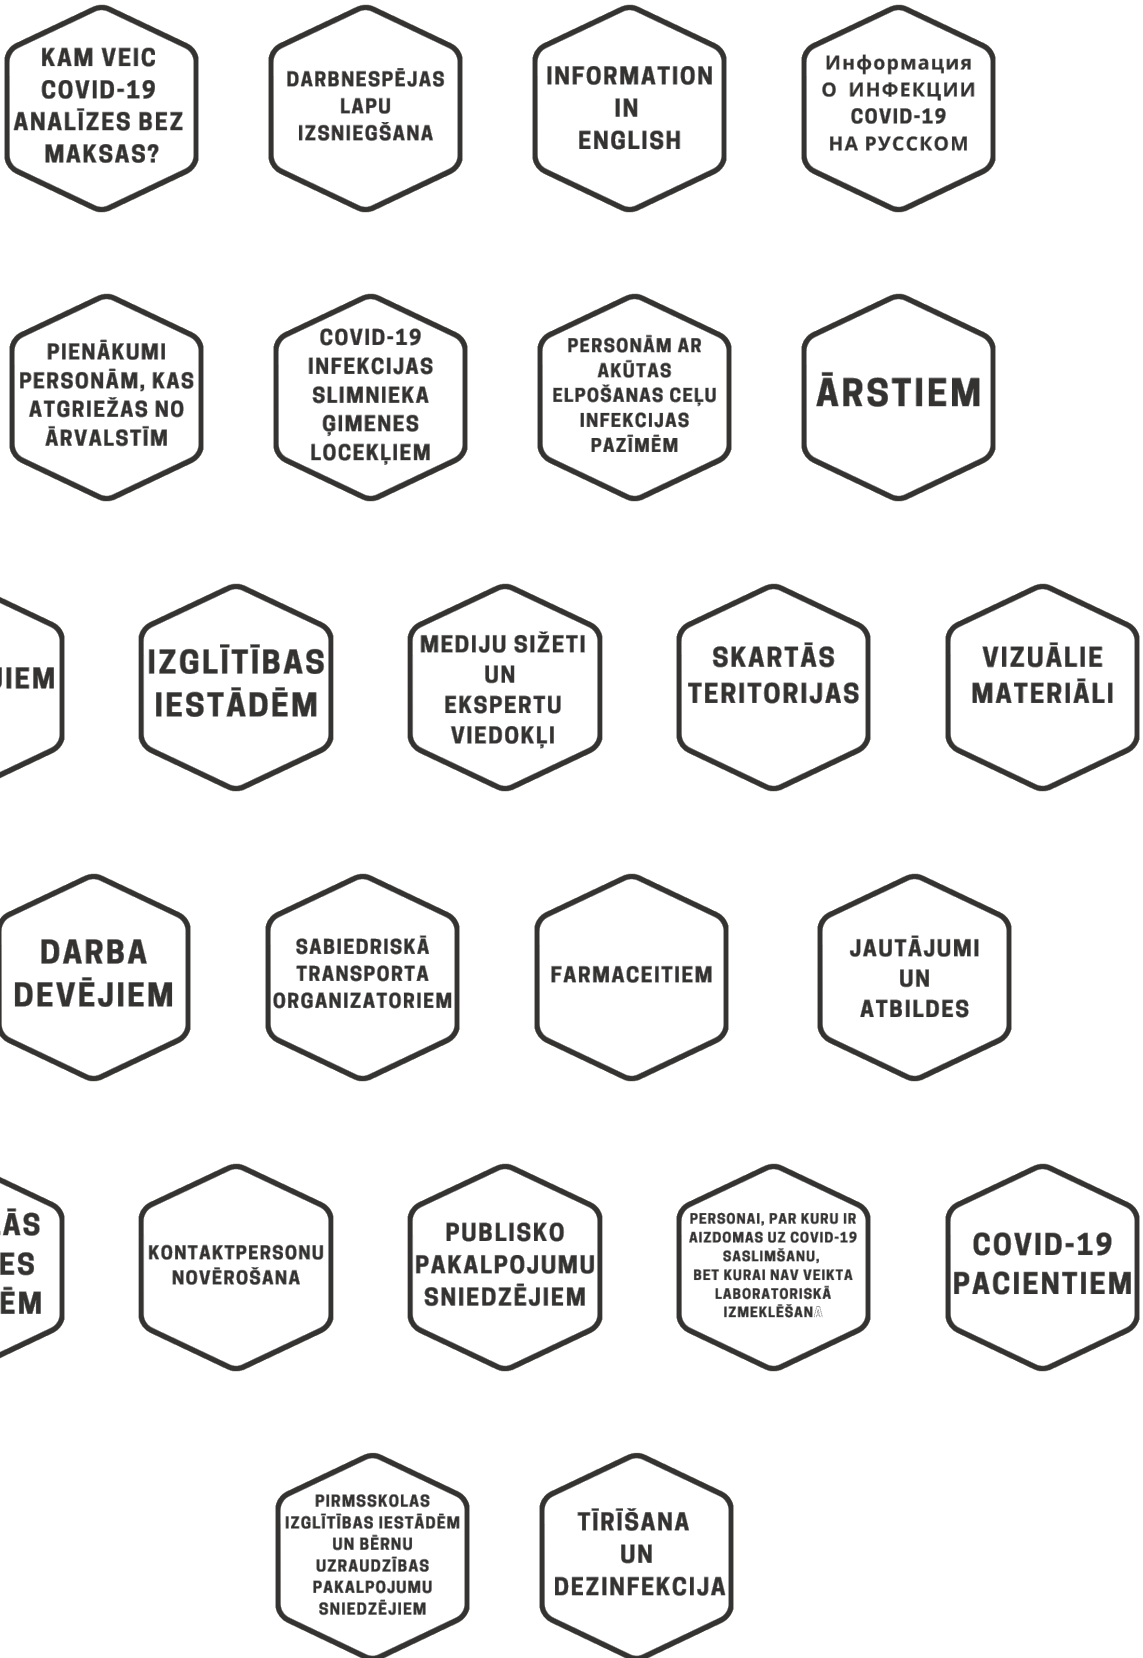 KAM VEIC
COVID-19
ANALĪZES BEZ
MAKSAS?
DARBNESPĒJAS
LAPU
IZSNIEGŠANA
INFORMATION
IN
ENGLISH
Информация
О ИНФЕКЦИИ
COVID-19
НА РУССКОМ
PIENĀKUMI
PERSONĀM, KAS
ATGRIEŽAS NO
ĀRVALSTĪM
COVID-19
INFEKCIJAS
SLIMNIEKA
ĢIMENES
LOCEKĻIEM
PERSONĀM AR
AKŪTAS
ELPOŠANAS CEĻU
INFEKCIJAS
PAZĪMĒM
ĀRSTIEM
IZGLĪTĪBAS
IESTĀDĒM
MEDIJU SIŽETI
UN
EKSPERTU
VIEDOKĻI
SKARTĀS
TERITORIJAS
VIZUĀLIE
MATERIĀLI
DARBA
DEVĒJIEM
SABIEDRISKĀ
TRANSPORTA
ORGANIZATORIEM
FARMACEITIEM
JAUTĀJUMI
UN
ATBILDES
ĀS
ES
ĒM
KONTAKTPERSONU
NOVĒROŠANA
PUBLISKO
PAKALPOJUMU
SNIEDZĒJIEM
PERSONAI, PAR KURU IR
AIZDOMAS UZ COVID-19
SASLIMŠANU,
BET KURAI NAV VEIKTA
LABORATORISKĀ
IZMEKLĒŠANA
COVID-19
PACIENTIEM
PIRMSSKOLAS
IZGLĪTĪBAS IESTĀDĒM
UN BĒRNU
UZRAUDZĪBAS
PAKALPOJUMU
SNIEDZĒJIEM
TĪRĪŠANA
UN
DEZINFEKCIJA